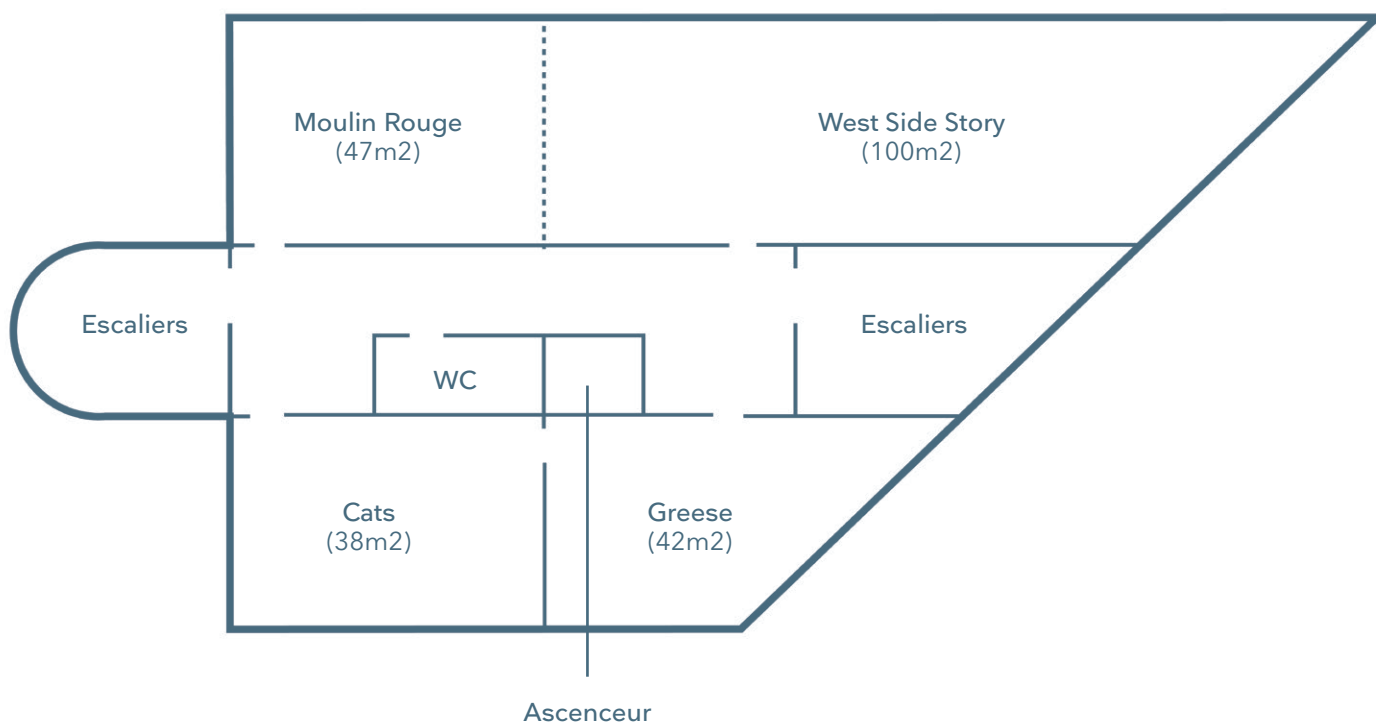 Moulin Rouge
(47m2)
West Side Story
(100m2)
Escaliers
Escaliers
WC
Cats
(38m2)
Greese
(42m2)
Ascenceur